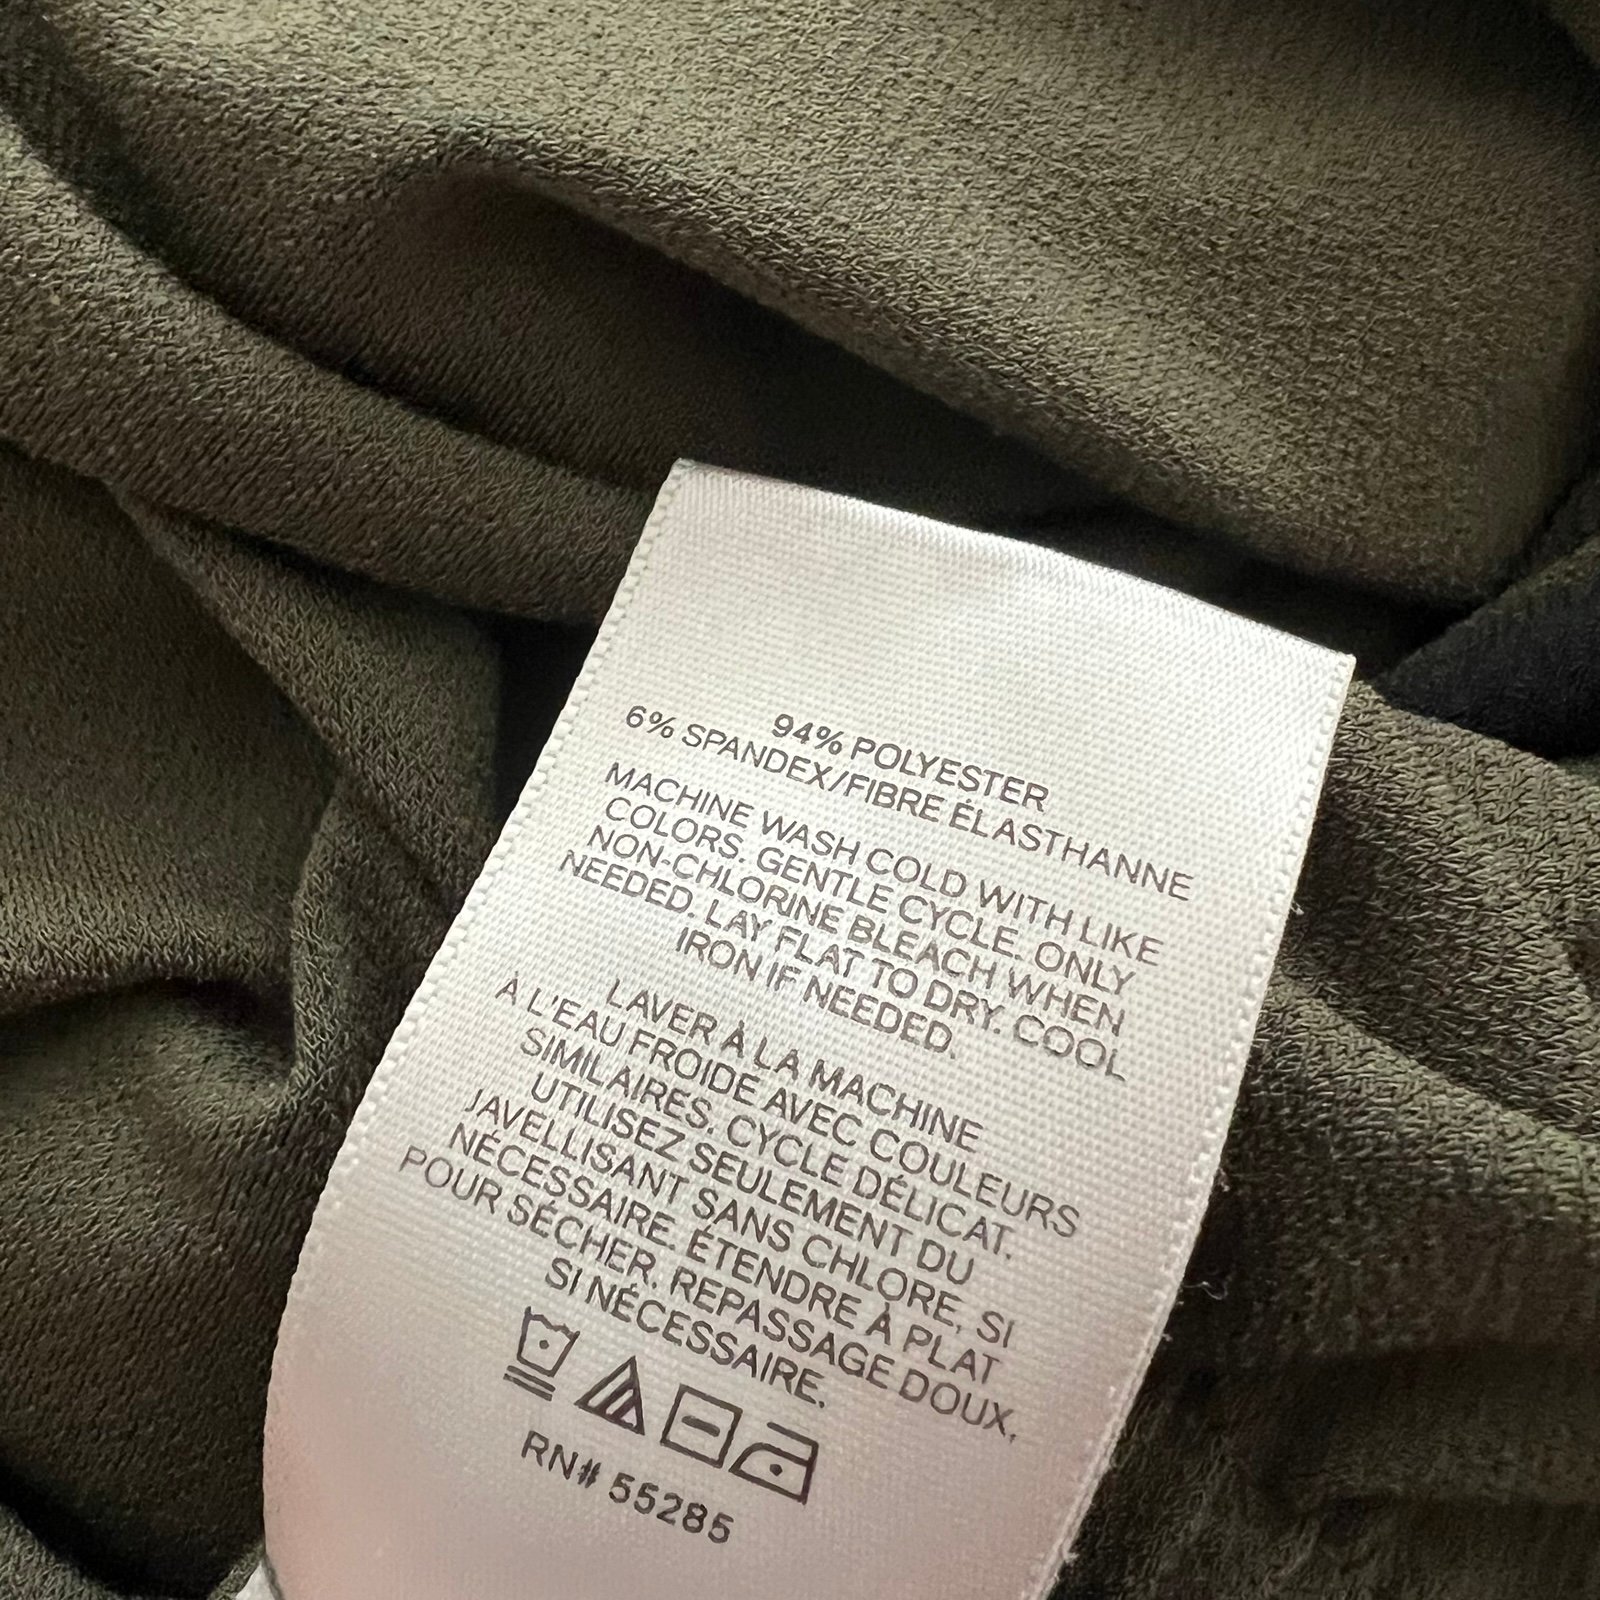 94% POLYESTER
6% SPANDEX/FIBRE ÉLASTHANNE
MACHINE WASH COLD WITH LIKE
COLORS. GENTLE CYCLE. ONLY
NON-CHLORINE BLEACH WHEN
NEEDED. LAY FLAT TO DRY. COOL
IRON IF NEEDED.
LAVER À LA MACHINE
À L'EAU FROIDE AVEC COULEURS
SIMILAIRES. CYCLE DÉLICAT.
UTILISEZ SEULEMENT DU
JAVELLISANT SANS CHLORE, SI
NÉCESSAIRE. ÉTENDRE À PLAT
POUR SÉCHER. REPASSAGE DOUX,
SI NÉCESSAIRE.
RN# 55285